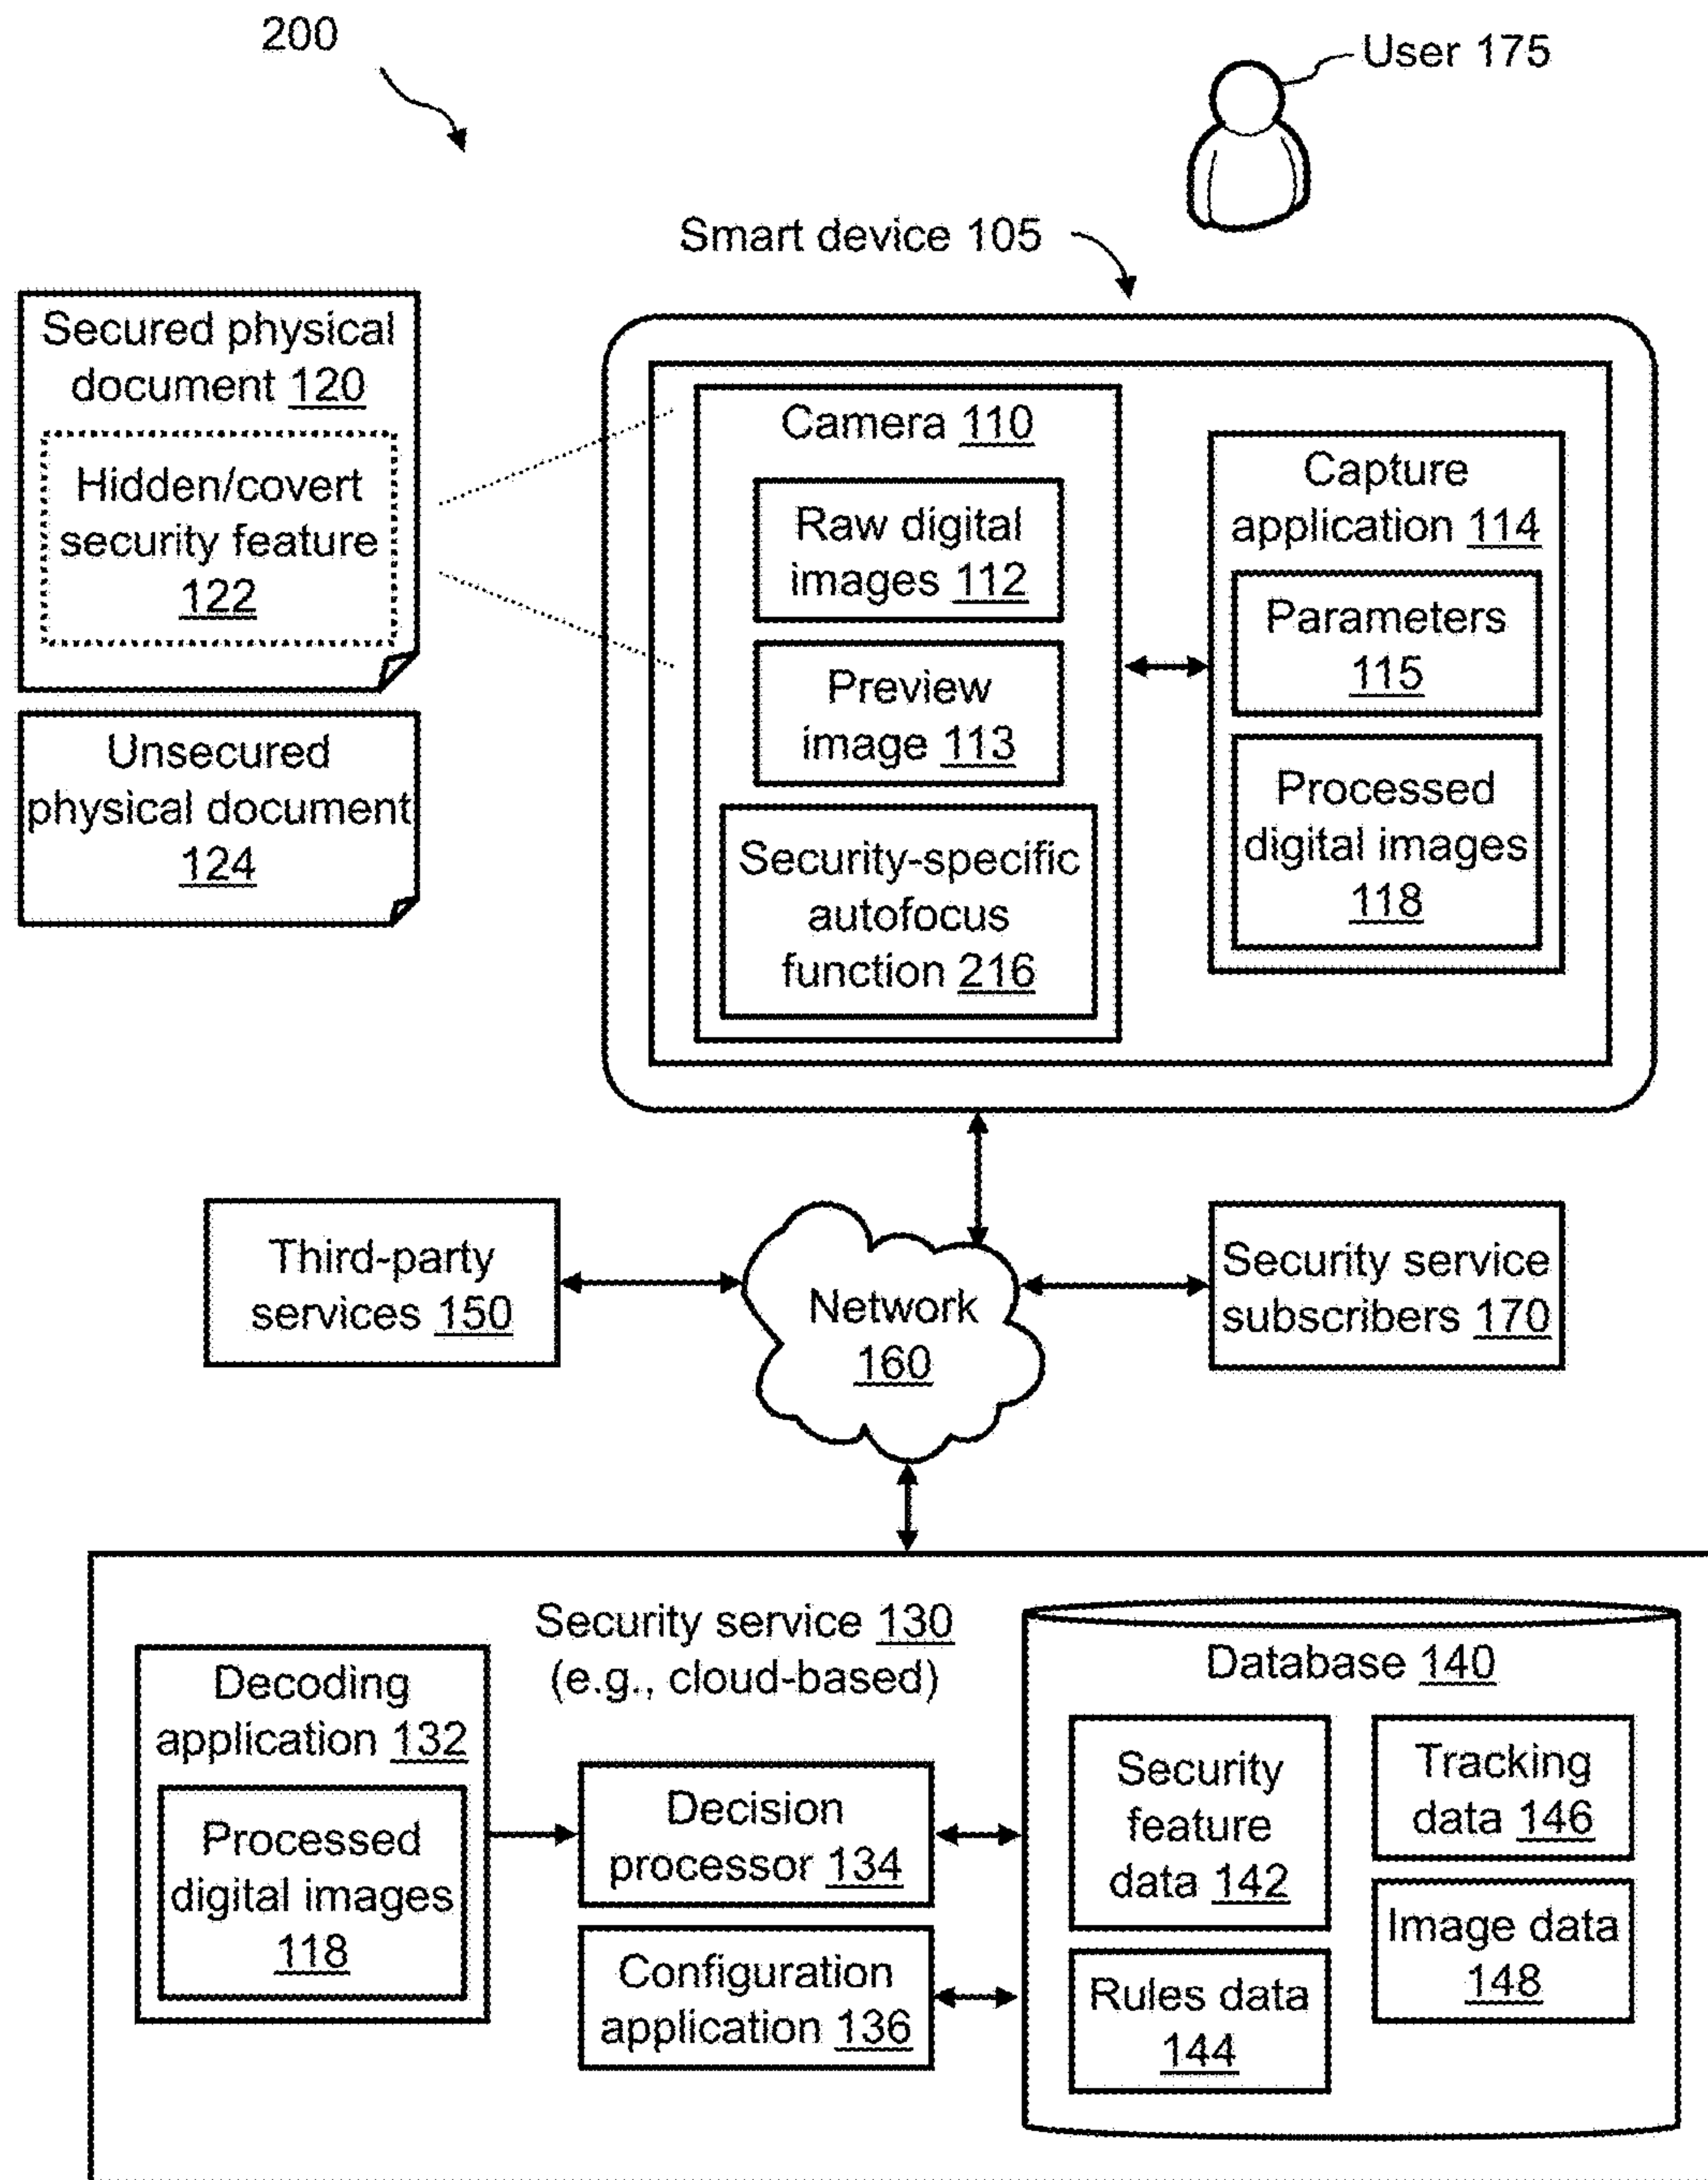 200
User 175
Smart device 105
Secured physical
document 120
Hidden/covert
security feature
122
Unsecured
physical document
124
Camera 110
Raw digital
images 112
Preview
image 113
Security-specific
autofocus
function 216
Capture
application 114
Parameters
115
Processed
digital images
118
Third-party
services 150
Network
160
Security service
subscribers 170
Security service 130
(e.g., cloud-based)
Decoding
application 132
Processed
digital images
118
Decision
processor 134
Configuration
application 136
Database 140
Security
feature
data 142
Rules data
144
Tracking
data 146
Image data
148